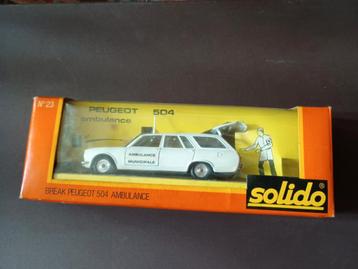 N° 23
PEUGEOT 504
ambulance
AMBULANCE
MUNICIPALE
solido
BREAK PEUGEOT 504 AMBULANCE